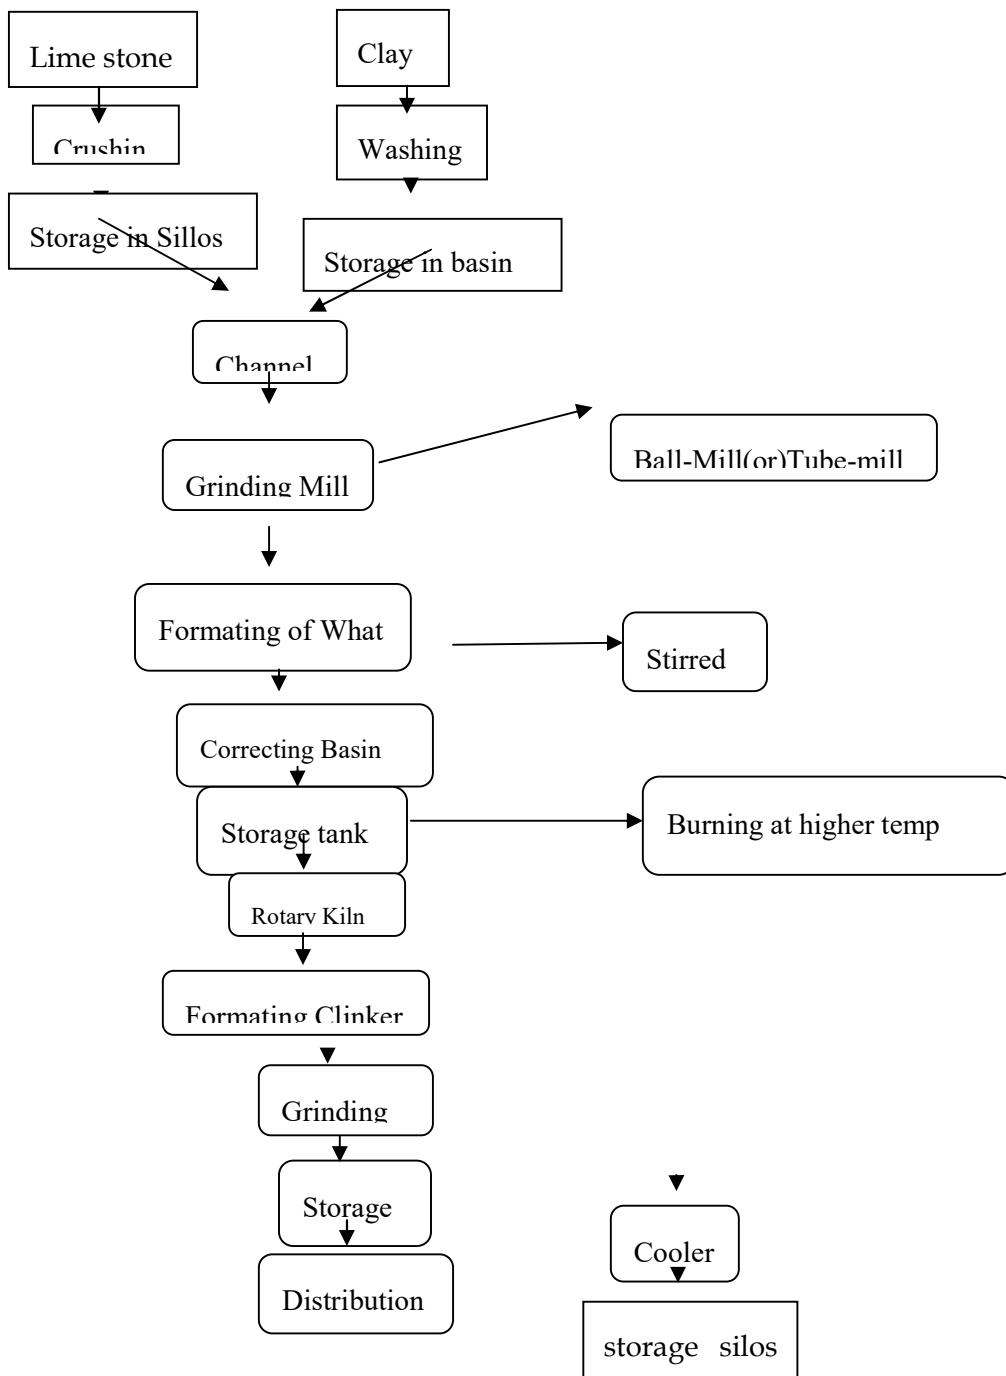 Lime stone
Clay
Crushin
Washing
Storage in Sillos
Storage in basin
Channel
Grinding Mill
Ball-Mill(or)Tube-mill
Formating of What
Stirred
Correcting Basin
Storage tank
Burning at higher temp
Rotary Kiln
Formating Clinker
Grinding
Storage
Cooler
Distribution
storage silos